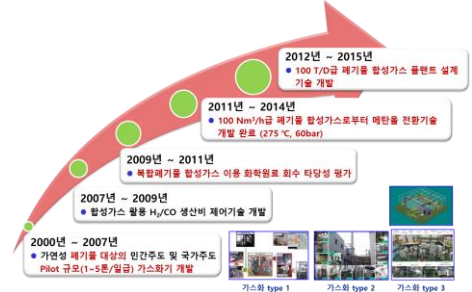 2012년 ~ 2015년
● 100 T/D급 폐기물 합성가스 플랜트 설계
기술 개발
2011년 ~ 2014년
● 100 Nm³/h급 폐기물 합성가스로부터 메탄올 전환기술
개발 완료 (275 ℃, 60bar)
2009년 ~ 2011년
● 복합폐기물 합성가스 이용 화학원료 회수 타당성 평가
2007년 ~ 2009년
● 합성가스 활용 H₂/CO 생산비 제어기술 개발
2000년 ~ 2007년
● 가연성 폐기물 대상의 민간주도 및 국가주도
Pilot 규모(1~5톤/일급) 가스화기 개발
가스화 type 1
가스화 type 2
가스화 type 3